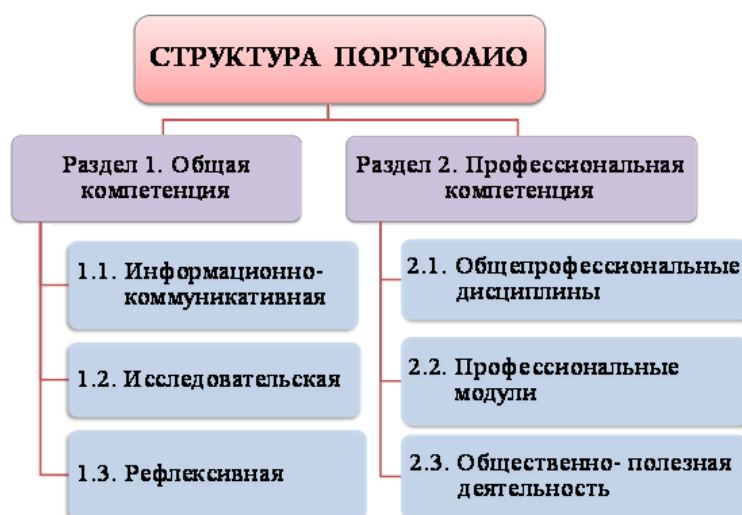 СТРУКТУРА ПОРТФОЛИО
Раздел 1. Общая
компетенция
1.1. Информационно-
коммуникативная
1.2. Исследовательская
1.3. Рефлексивная
Раздел 2. Профессиональная
компетенция
2.1. Общепрофессиональные
дисциплины
2.2. Профессиональные
модули
2.3. Общественно- полезная
деятельность